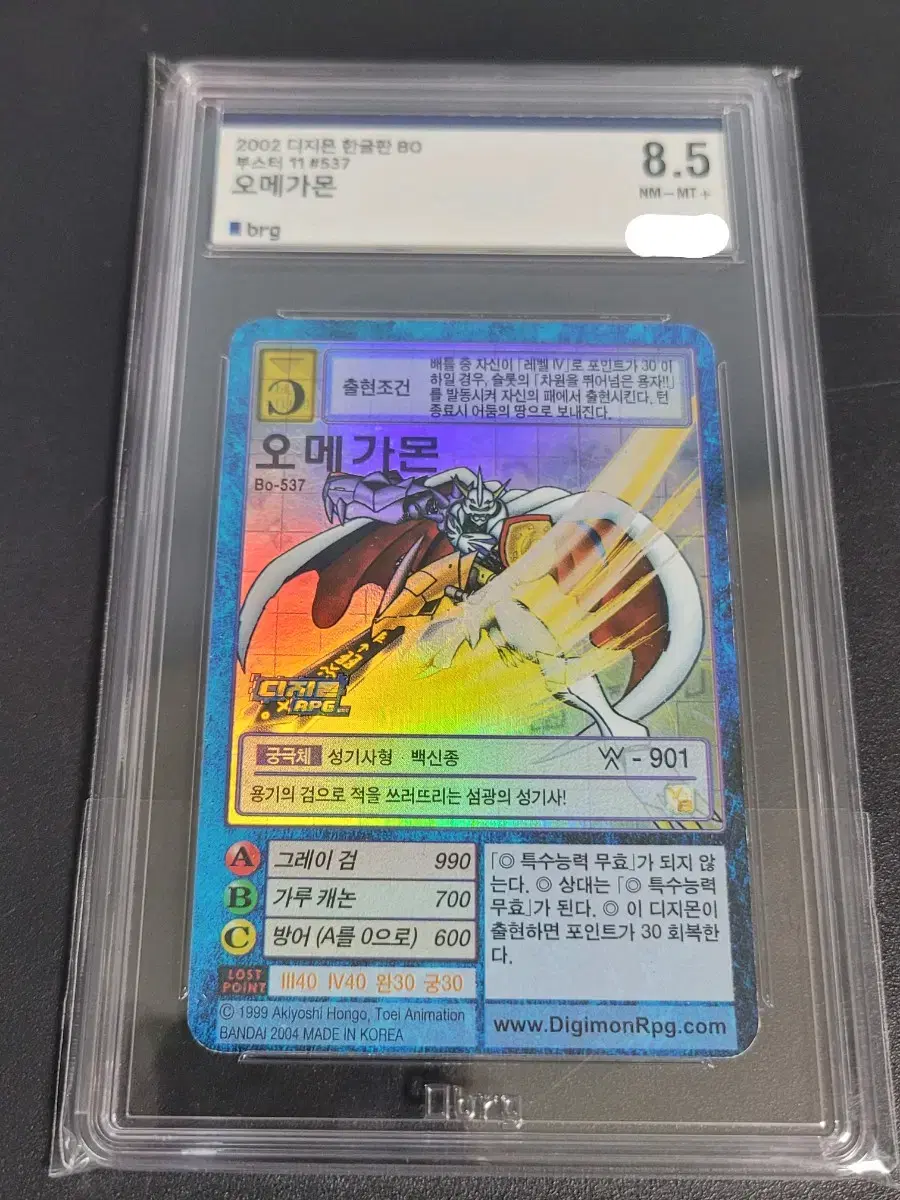 2002 디지몬 한글판 BO
부스터 11 #537
오메가몬
brg
8.5
NM-MT+
출현조건
배틀 중 자신이 「레벨 Ⅳ」로 포인트가 30 이
하일 경우, 슬롯의 「차원을 뛰어넘은 용자!!」
를 발동시켜 자신의 패에서 출현시킨다. 턴
종료시 어둠의 땅으로 보내진다.
오메가몬
Bo-537
디지몬
RPG
궁극체 성기사형 · 백신종
- 901
용기의 검으로 적을 쓰러뜨리는 섬광의 성기사!
A 그레이 검 990
B 가루 캐논 700
C 방어 (A를 0으로) 600
LOST
POINT
III40 IV40 완30 궁30
「◎ 특수능력 무효」가 되지 않
는다. ◎ 상대는 「◎ 특수능력
무효」가 된다. ◎ 이 디지몬이
출현하면 포인트가 30 회복한
다.
© 1999 Akiyoshi Hongo, Toei Animation
BANDAI 2004 MADE IN KOREA
www.DigimonRpg.com
brg